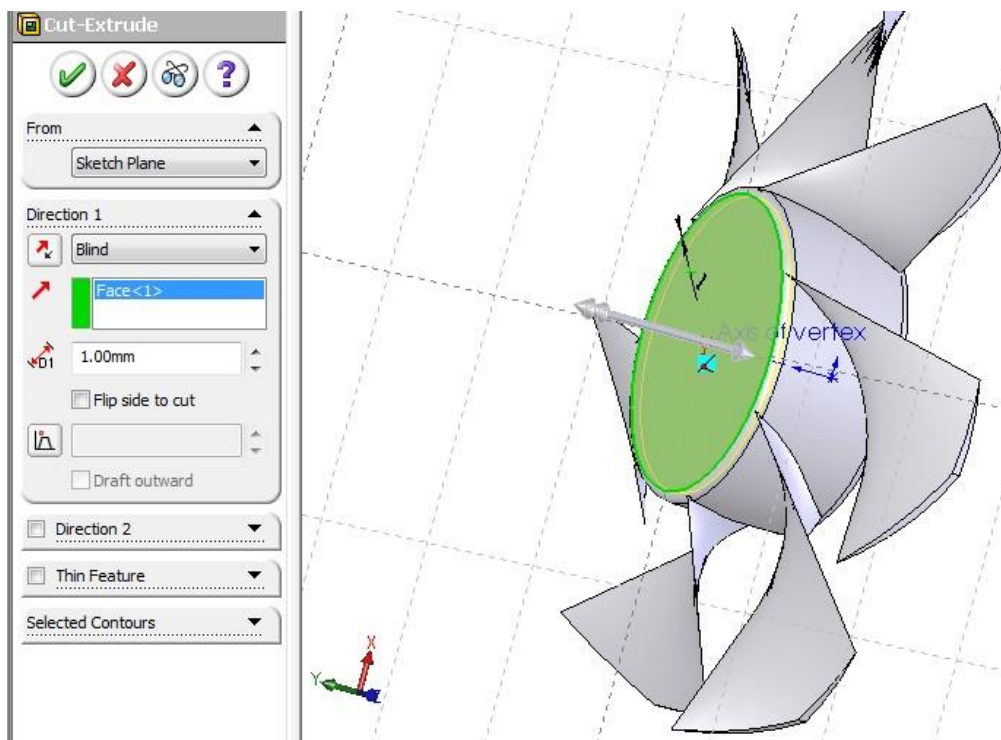 Cut-Extrude
?
From
Sketch Plane
Direction 1
Blind
Face<1>
D1
1.00mm
Flip side to cut
Draft outward
Direction 2
Thin Feature
Selected Contours
Axis of vertex
X
Y